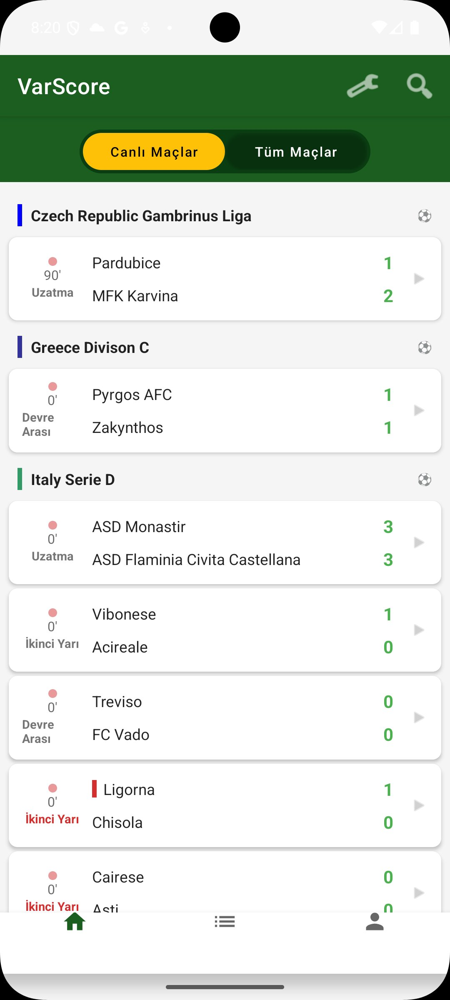 8:20
VarScore
Canlı Maçlar
Tüm Maçlar
Czech Republic Gambrinus Liga
90'
Uzatma
Pardubice
1
MFK Karvina
2
Greece Divison C
0'
Devre
Arası
Pyrgos AFC
1
Zakynthos
1
Italy Serie D
0'
Uzatma
ASD Monastir
3
ASD Flaminia Civita Castellana
3
0'
İkinci Yarı
Vibonese
1
Acireale
0
0'
Devre
Arası
Treviso
0
FC Vado
0
0'
İkinci Yarı
Ligorna
1
Chisola
0
0'
İkinci Yarı
Cairese
0
Asti
0